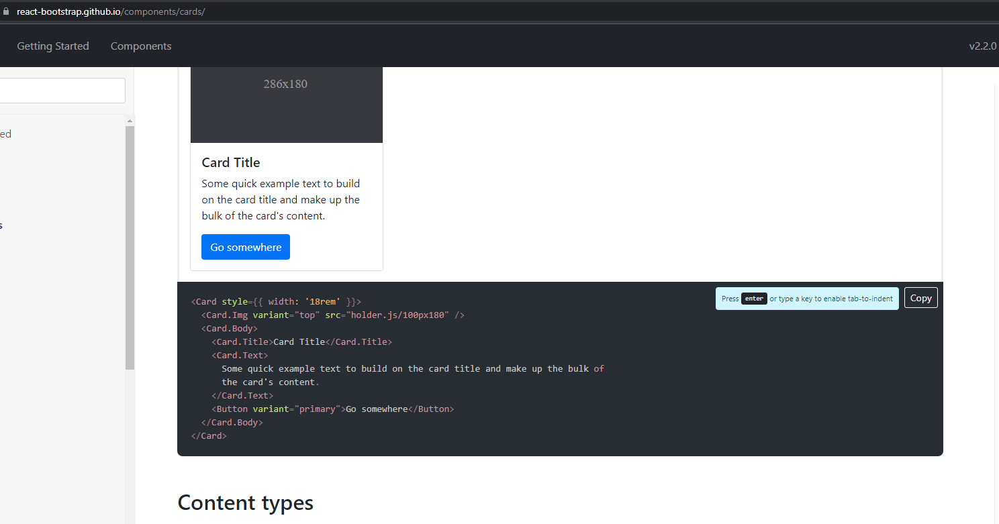 react-bootstrap.github.io/components/cards/
Getting Started Components v2.2.0
286x180
ed
s
Card Title
Some quick example text to build
on the card title and make up the
bulk of the card's content.
Go somewhere
Press enter or type a key to enable tab-to-indent
Copy
<Card style={{ width: '18rem' }}>
  <Card.Img variant="top" src="holder.js/100px180" />
  <Card.Body>
    <Card.Title>Card Title</Card.Title>
    <Card.Text>
      Some quick example text to build on the card title and make up the bulk of
      the card's content.
    </Card.Text>
    <Button variant="primary">Go somewhere</Button>
  </Card.Body>
</Card>
Content types